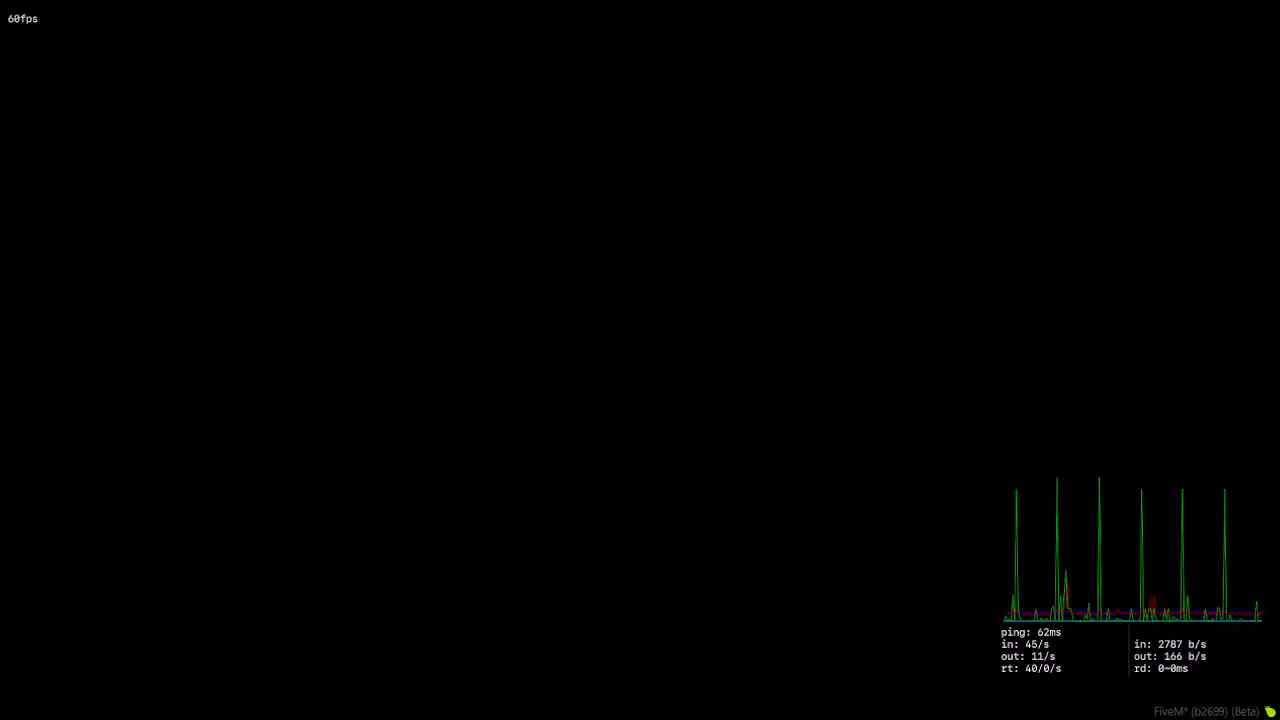 60fps
ping: 62ms
in: 45/s
in: 2787 b/s
out: 11/s
out: 166 b/s
rt: 40/0/s
rd: 0~0ms
FiveM* (b2699) (Beta)